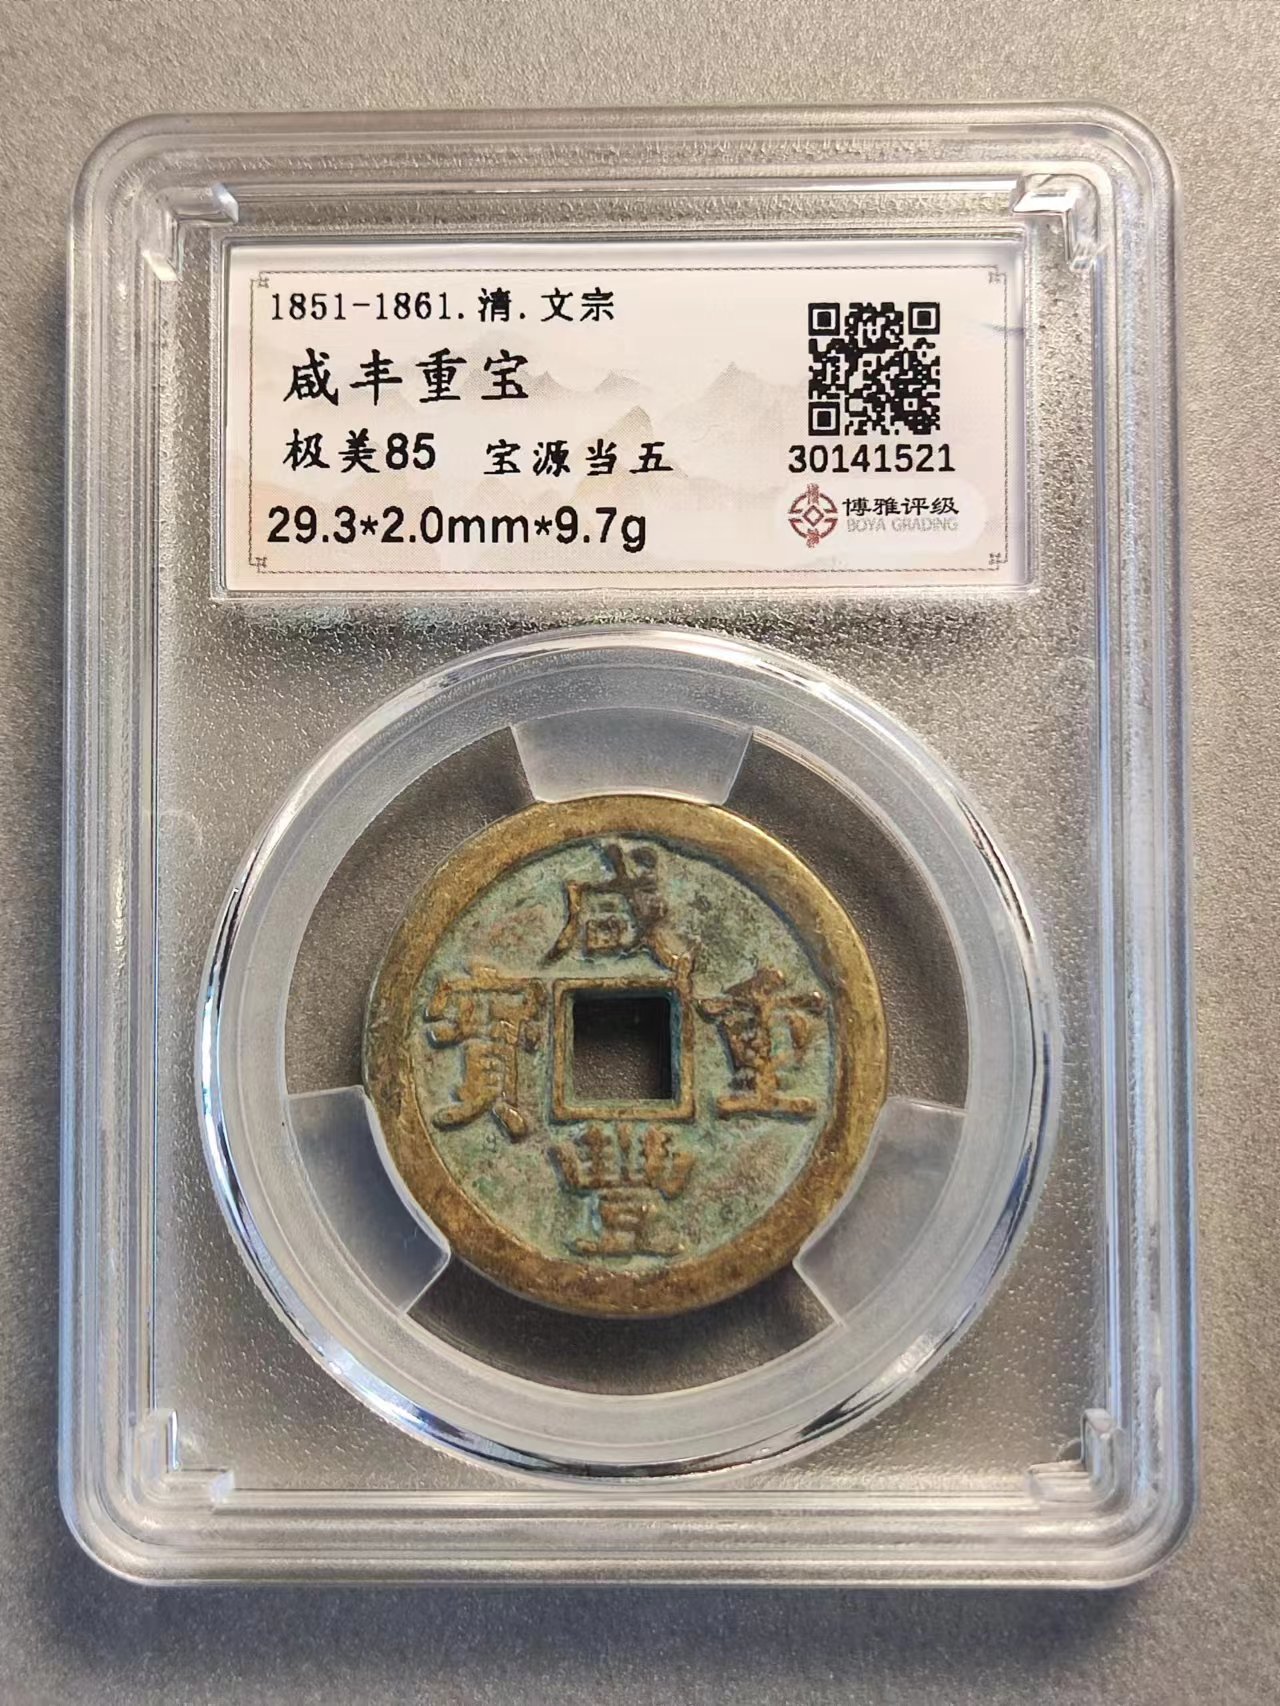 1851-1861.清.文宗
咸丰重宝
极美85 宝源当五
29.3*2.0mm*9.7g
30141521
博雅评级
BOYA GRADING
咸
寶 重
豐